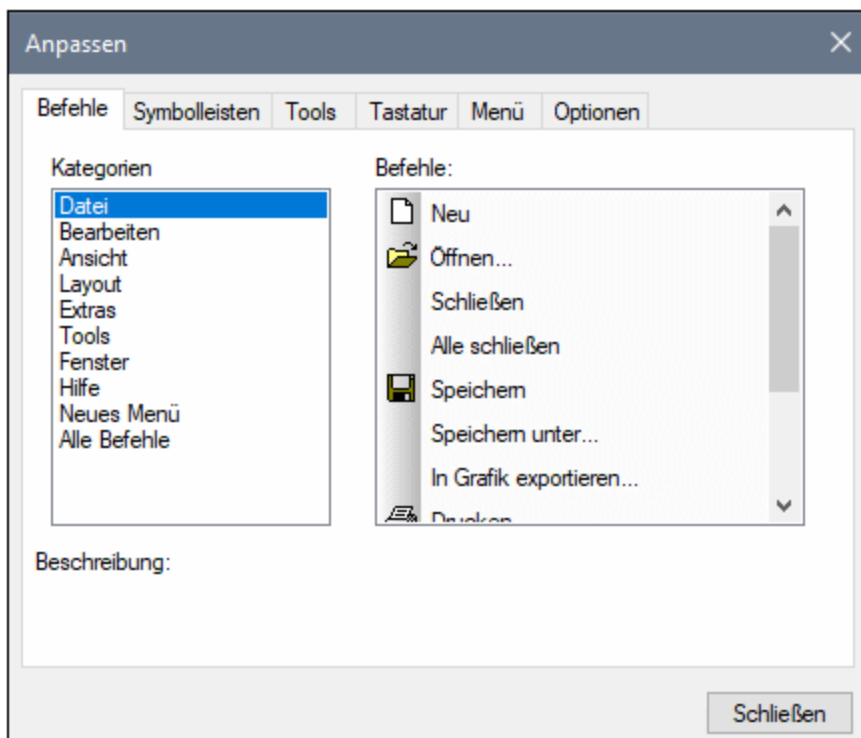 Anpassen
Befehle Symbolleisten Tools Tastatur Menü Optionen
Kategorien
Datei
Bearbeiten
Ansicht
Layout
Extras
Tools
Fenster
Hilfe
Neues Menü
Alle Befehle
Befehle:
Neu
Öffnen...
Schließen
Alle schließen
Speichern
Speichern unter...
In Grafik exportieren...
Drucken
Beschreibung:
Schließen